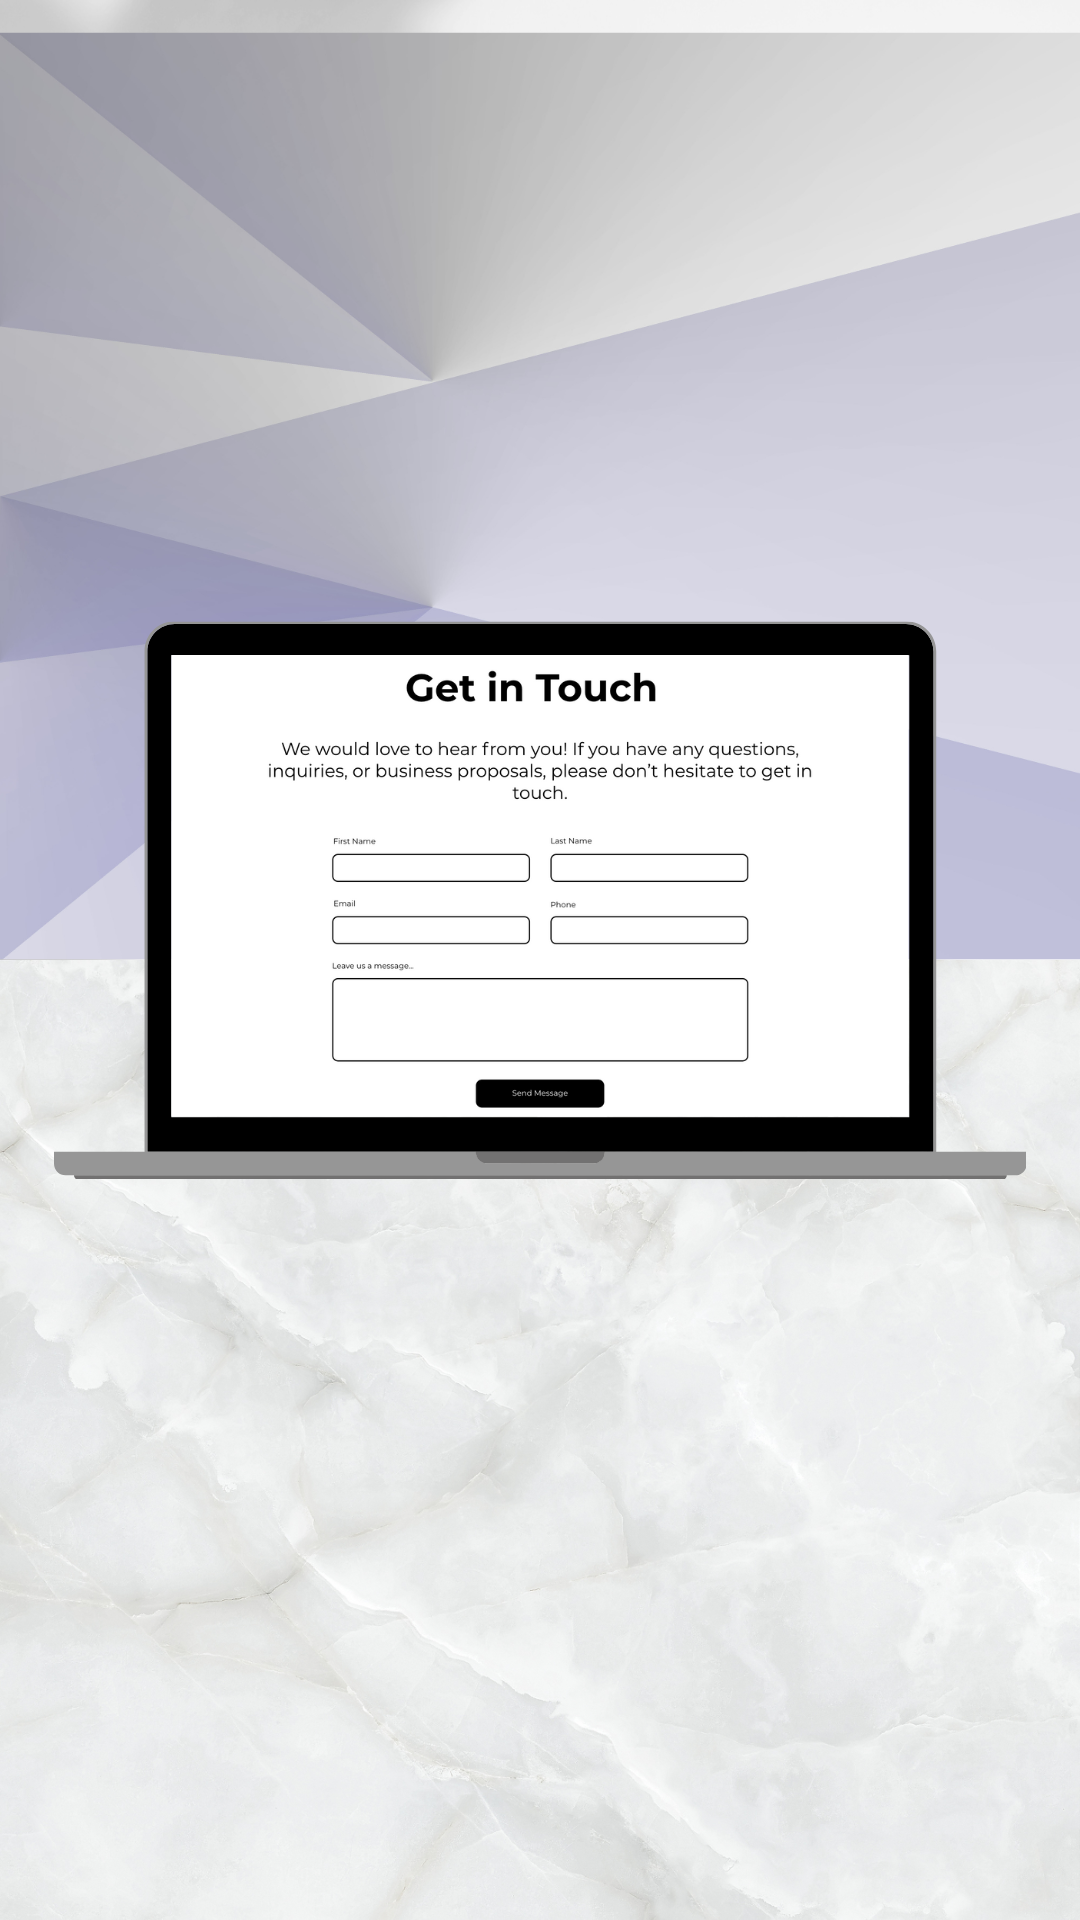 Get in Touch
We would love to hear from you! If you have any questions,
inquiries, or business proposals, please don’t hesitate to get in
touch.
First Name
Last Name
Email
Phone
Leave us a message...
Send Message